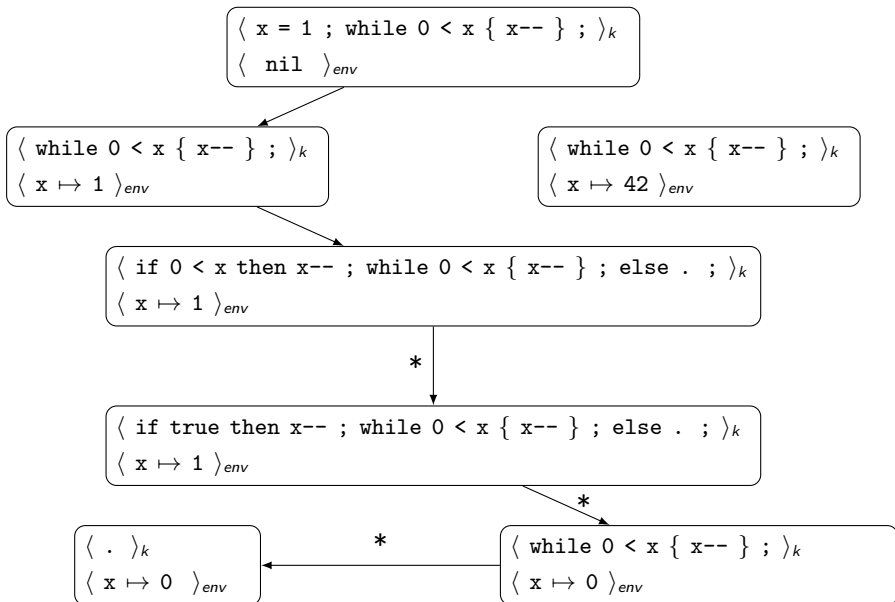 ⟨ x = 1 ; while 0 < x { x-- } ; ⟩k
⟨ nil ⟩env
⟨ while 0 < x { x-- } ; ⟩k
⟨ x ↦ 1 ⟩env
⟨ while 0 < x { x-- } ; ⟩k
⟨ x ↦ 42 ⟩env
⟨ if 0 < x then x-- ; while 0 < x { x-- } ; else . ; ⟩k
⟨ x ↦ 1 ⟩env
*
⟨ if true then x-- ; while 0 < x { x-- } ; else . ; ⟩k
⟨ x ↦ 1 ⟩env
*
⟨ . ⟩k
⟨ x ↦ 0 ⟩env
*
⟨ while 0 < x { x-- } ; ⟩k
⟨ x ↦ 0 ⟩env